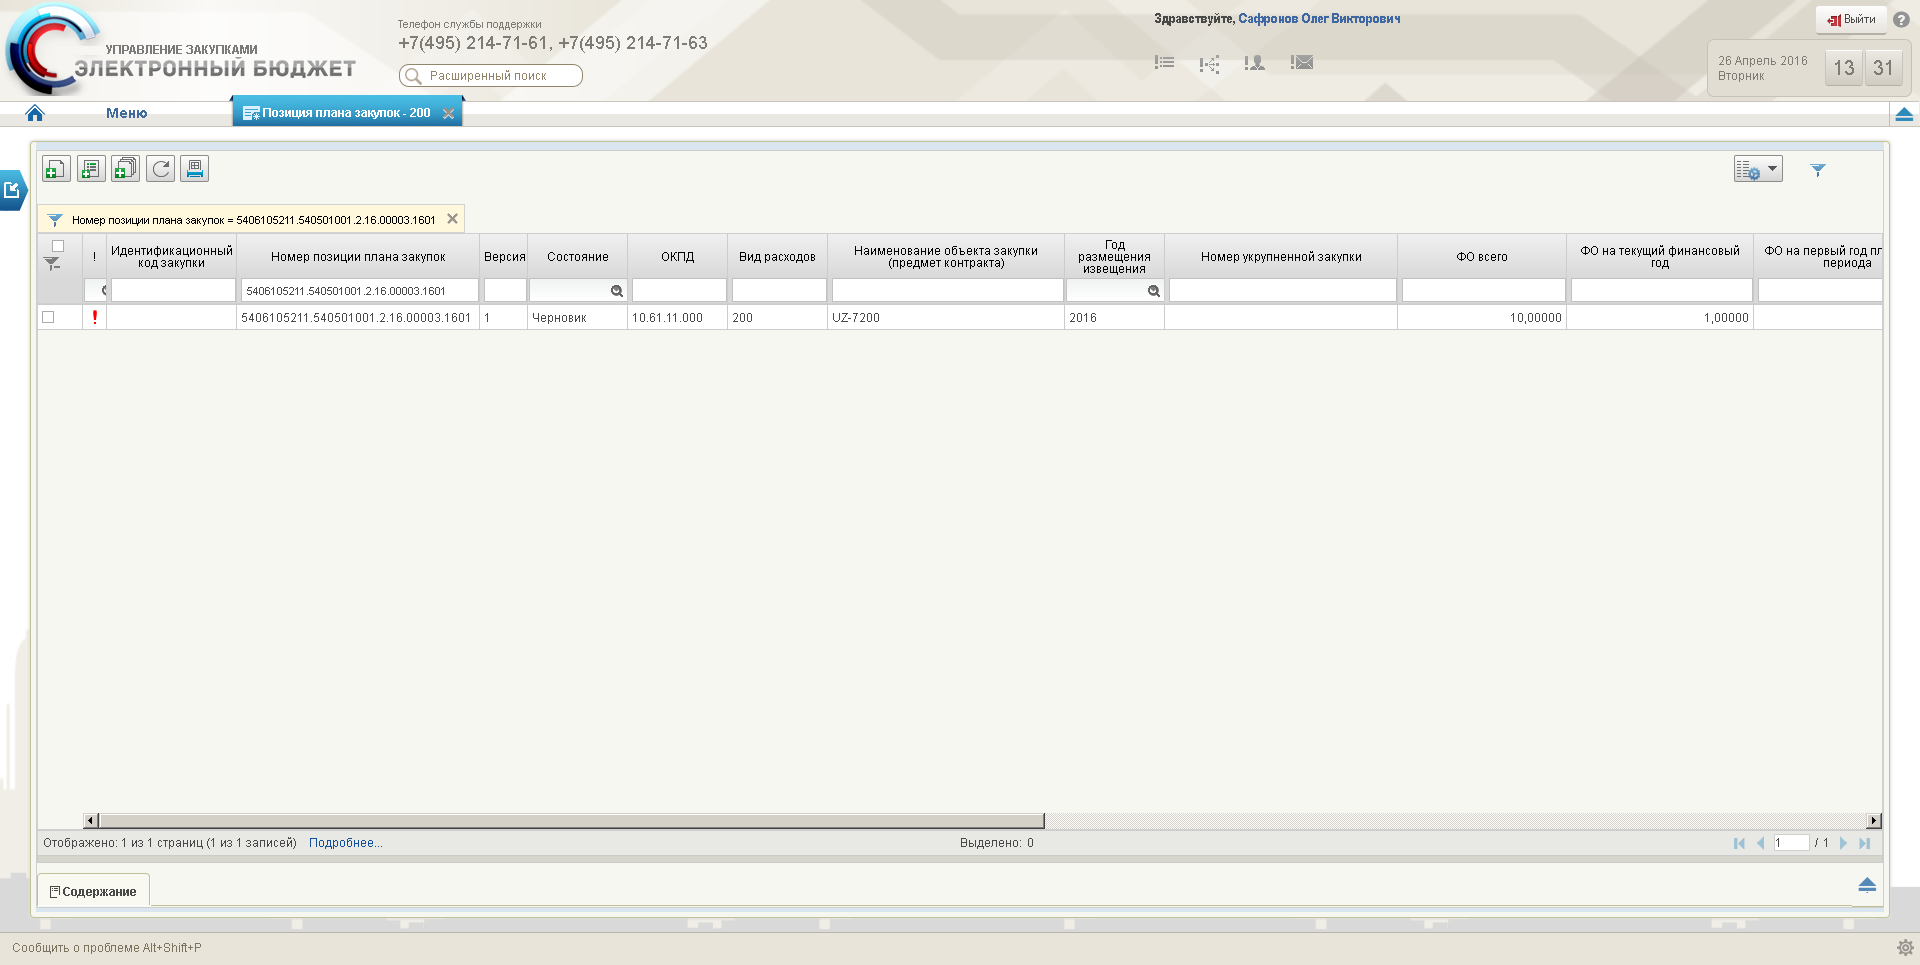 Телефон службы поддержки
+7(495) 214-71-61, +7(495) 214-71-63
Расширенный поиск
УПРАВЛЕНИЕ ЗАКУПКАМИ
ЭЛЕКТРОННЫЙ БЮДЖЕТ
Здравствуйте, Сафронов Олег Викторович
Выйти
?
26 Апрель 2016
Вторник
13 31
Меню
Позиция плана закупок - 200
Номер позиции плана закупок = 5406105211.540501001.2.16.00003.1601
!
Идентификационный
код закупки
Номер позиции плана закупок
Версия
Состояние
ОКПД
Вид расходов
Наименование объекта закупки
(предмет контракта)
Год
размещения
извещения
Номер укрупненной закупки
ФО всего
ФО на текущий финансовый
год
ФО на первый год пл
периода
5406105211.540501001.2.16.00003.1601
! 5406105211.540501001.2.16.00003.1601 1 Черновик 10.61.11.000 200 UZ-7200 2016 10,00000 1,00000
Отображено: 1 из 1 страниц (1 из 1 записей) Подробнее... Выделено: 0 1 / 1
Содержание
Сообщить о проблеме Alt+Shift+P